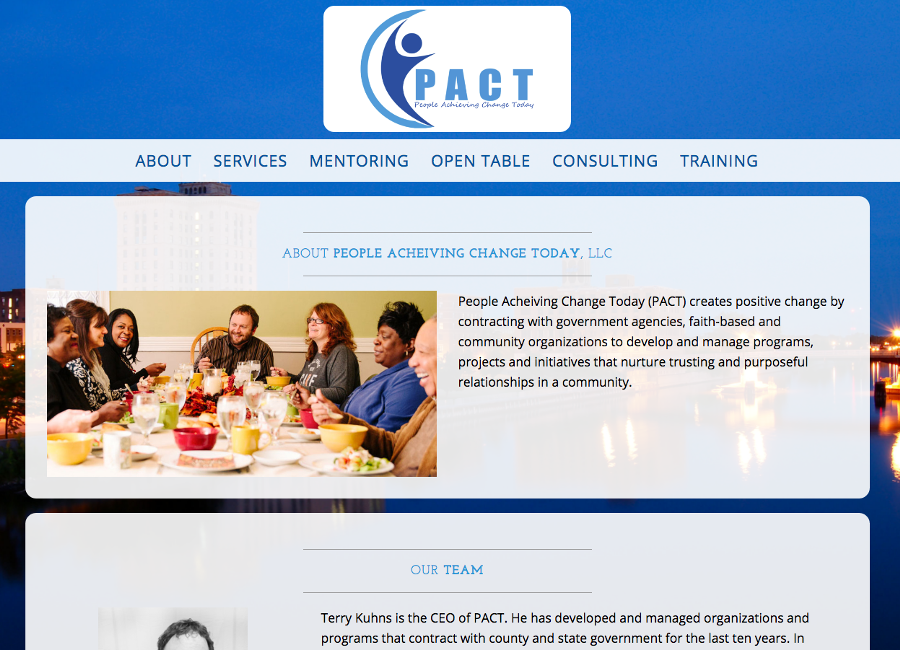 PACT
People Achieving Change Today
ABOUT SERVICES MENTORING OPEN TABLE CONSULTING TRAINING
ABOUT PEOPLE ACHEIVING CHANGE TODAY, LLC
People Acheiving Change Today (PACT) creates positive change by
contracting with government agencies, faith-based and
community organizations to develop and manage programs,
projects and initiatives that nurture trusting and purposeful
relationships in a community.
OUR TEAM
Terry Kuhns is the CEO of PACT. He has developed and managed organizations and
programs that contract with county and state government for the last ten years. In